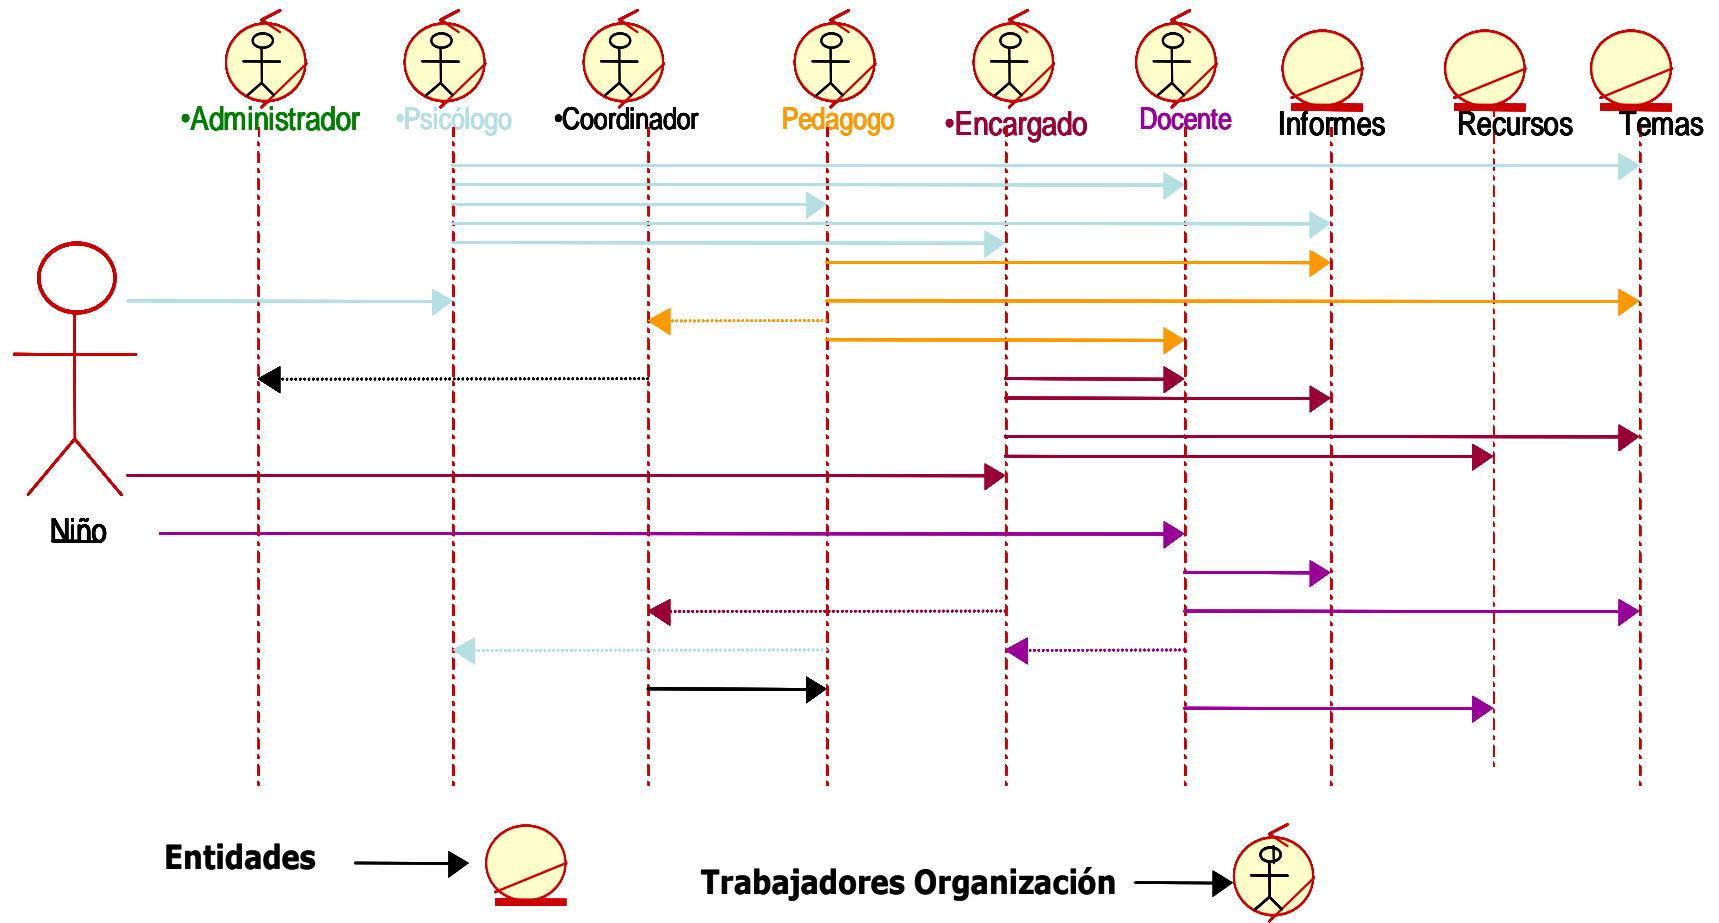 •Administrador
•Psicólogo
•Coordinador
Pedagogo
•Encargado
Docente
Informes
Recursos
Temas
Niño
Entidades
Trabajadores Organización